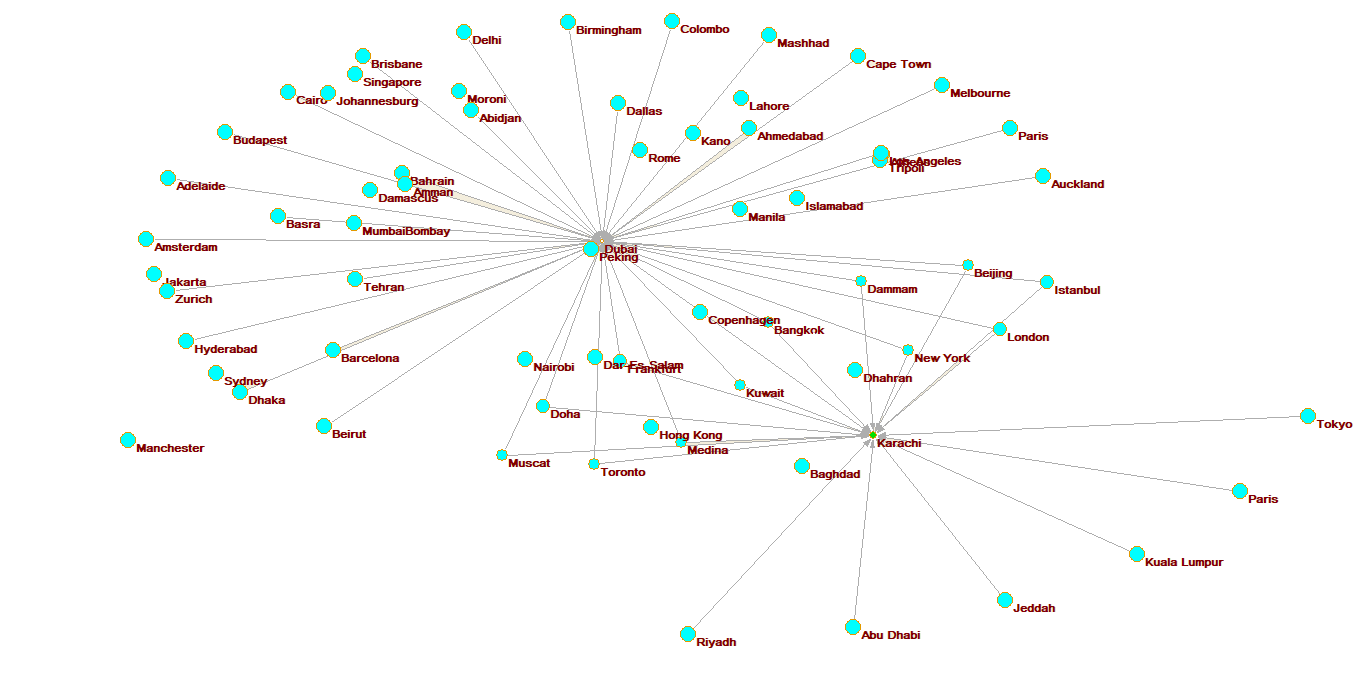 Birmingham
Colombo
Delhi
Mashhad
Brisbane
Cape Town
Singapore
Melbourne
Cairo
Johannesburg
Moroni
Lahore
Dallas
Abidjan
Budapest
Kano
Ahmedabad
Paris
Rome
Los Angeles
Tripoli
Bahrain
Adelaide
Amman
Auckland
Damascus
Islamabad
Manila
Basra
MumbaiBombay
Amsterdam
Dubai
Peking
Beijing
Jakarta
Tehran
Dammam
Istanbul
Zurich
Copenhagen
Bangkok
London
Hyderabad
Barcelona
New York
Nairobi
Dar-Es-Salam
Frankfurt
Sydney
Dhahran
Kuwait
Dhaka
Doha
Tokyo
Beirut
Hong Kong
Karachi
Manchester
Medina
Muscat
Toronto
Baghdad
Paris
Kuala Lumpur
Jeddah
Abu Dhabi
Riyadh